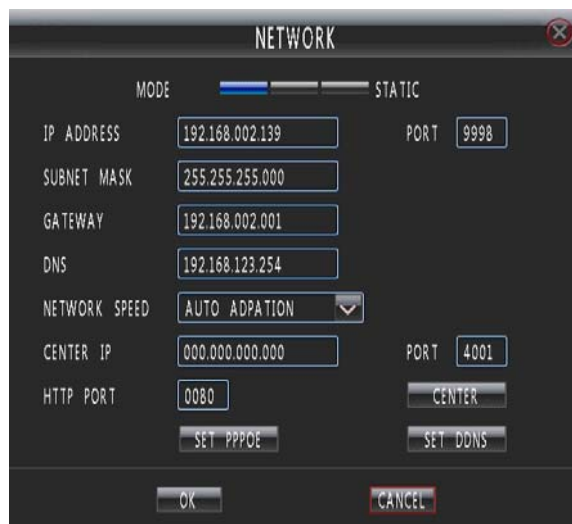 NETWORK
MODE STATIC
IP ADDRESS 192.168.002.139 PORT 9998
SUBNET MASK 255.255.255.000
GATEWAY 192.168.002.001
DNS 192.168.123.254
NETWORK SPEED AUTO ADPATION
CENTER IP 000.000.000.000 PORT 4001
HTTP PORT 0080 CENTER
SET PPPOE SET DDNS
OK CANCEL